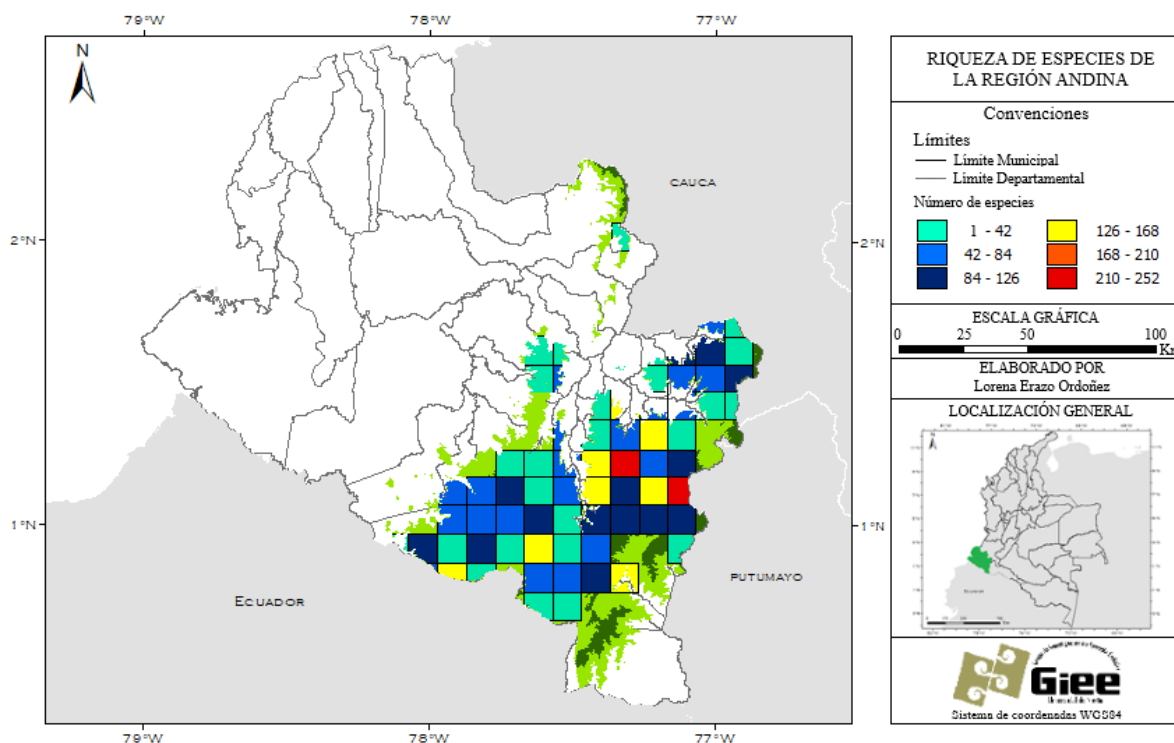 79°W
78°W
77°W
N
CAUCA
2°N
2°N
1°N
1°N
ECUADOR
PUTUMAYO
79°W
78°W
77°W
RIQUEZA DE ESPECIES DE
LA REGIÓN ANDINA
Convenciones
Límites
Límite Municipal
Límite Departamental
Número de especies
1 - 42
126 - 168
42 - 84
168 - 210
84 - 126
210 - 252
ESCALA GRÁFICA
0 25 50 100
Km
ELABORADO POR
Lorena Erazo Ordoñez
LOCALIZACIÓN GENERAL
N
Ecuador
Giee
Sistema de coordenadas WGS84